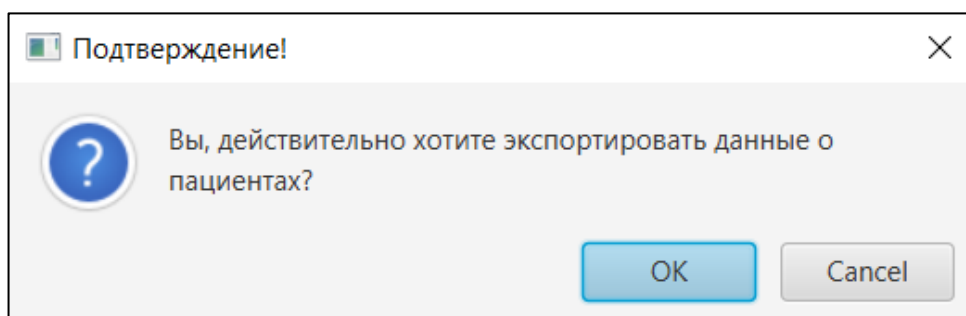 Подтверждение!
Вы, действительно хотите экспортировать данные о
пациентах?
OK
Cancel